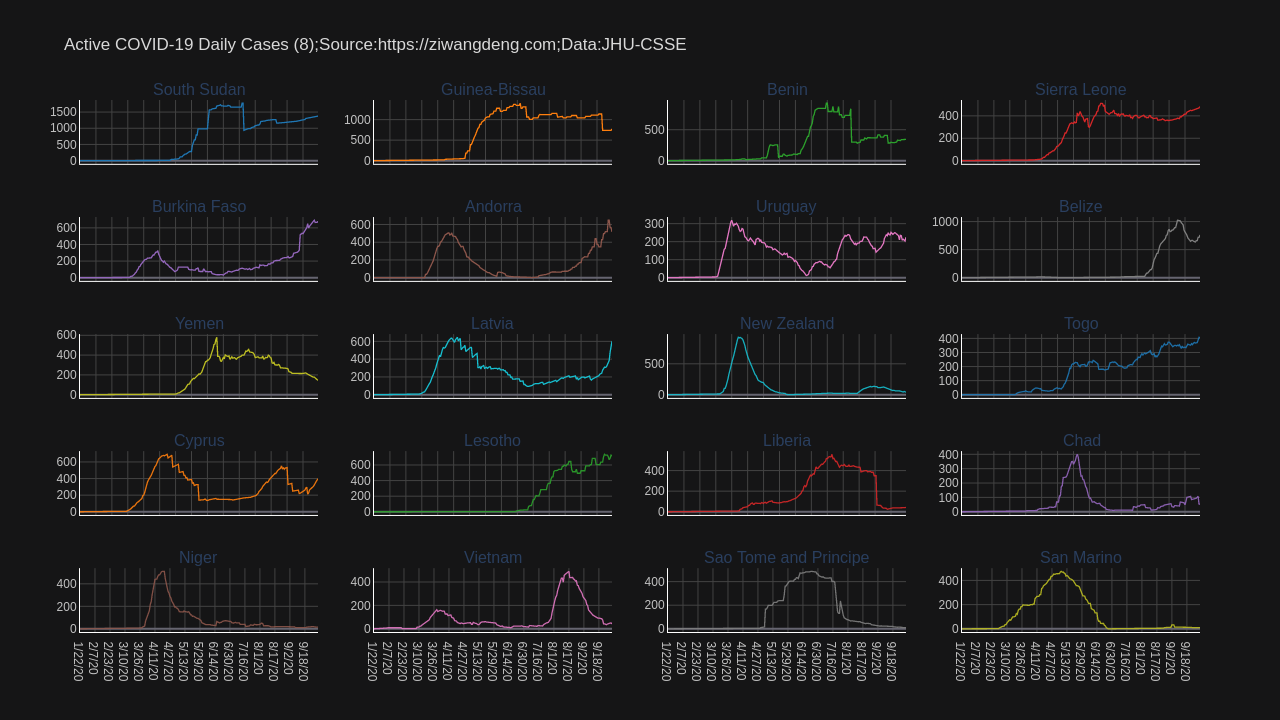 Active COVID-19 Daily Cases (8);Source:https://ziwangdeng.com;Data:JHU-CSSE
South Sudan Guinea-Bissau Benin Sierra Leone
1500 1000 500 0
1000 500 0
500 0
400 200 0
Burkina Faso Andorra Uruguay Belize
600 400 200 0
600 400 200 0
300 200 100 0
1000 500 0
Yemen Latvia New Zealand Togo
600 400 200 0
600 400 200 0
500 0
400 300 200 100 0
Cyprus Lesotho Liberia Chad
600 400 200 0
600 400 200 0
400 200 0
400 300 200 100 0
Niger Vietnam Sao Tome and Principe San Marino
400 200 0
400 200 0
400 200 0
400 200 0
1/22/20 2/7/20 2/23/20 3/10/20 3/26/20 4/11/20 4/27/20 5/13/20 5/29/20 6/14/20 6/30/20 7/16/20 8/1/20 8/17/20 9/2/20 9/18/20
1/22/20 2/7/20 2/23/20 3/10/20 3/26/20 4/11/20 4/27/20 5/13/20 5/29/20 6/14/20 6/30/20 7/16/20 8/1/20 8/17/20 9/2/20 9/18/20
1/22/20 2/7/20 2/23/20 3/10/20 3/26/20 4/11/20 4/27/20 5/13/20 5/29/20 6/14/20 6/30/20 7/16/20 8/1/20 8/17/20 9/2/20 9/18/20
1/22/20 2/7/20 2/23/20 3/10/20 3/26/20 4/11/20 4/27/20 5/13/20 5/29/20 6/14/20 6/30/20 7/16/20 8/1/20 8/17/20 9/2/20 9/18/20